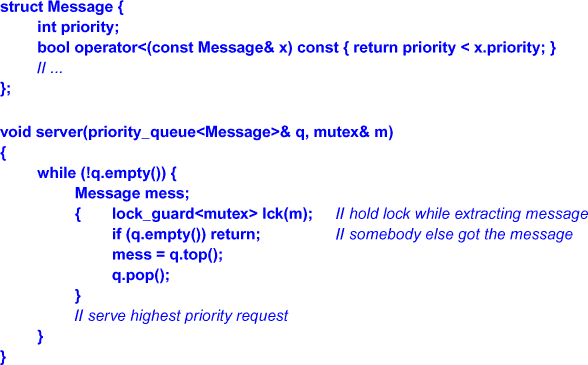 struct Message {
int priority;
bool operator<(const Message& x) const { return priority < x.priority; }
// ...
};
void server(priority_queue<Message>& q, mutex& m)
{
while (!q.empty()) {
Message mess;
{ lock_guard<mutex> lck(m); // hold lock while extracting message
if (q.empty()) return; // somebody else got the message
mess = q.top();
q.pop();
}
// serve highest priority request
}
}